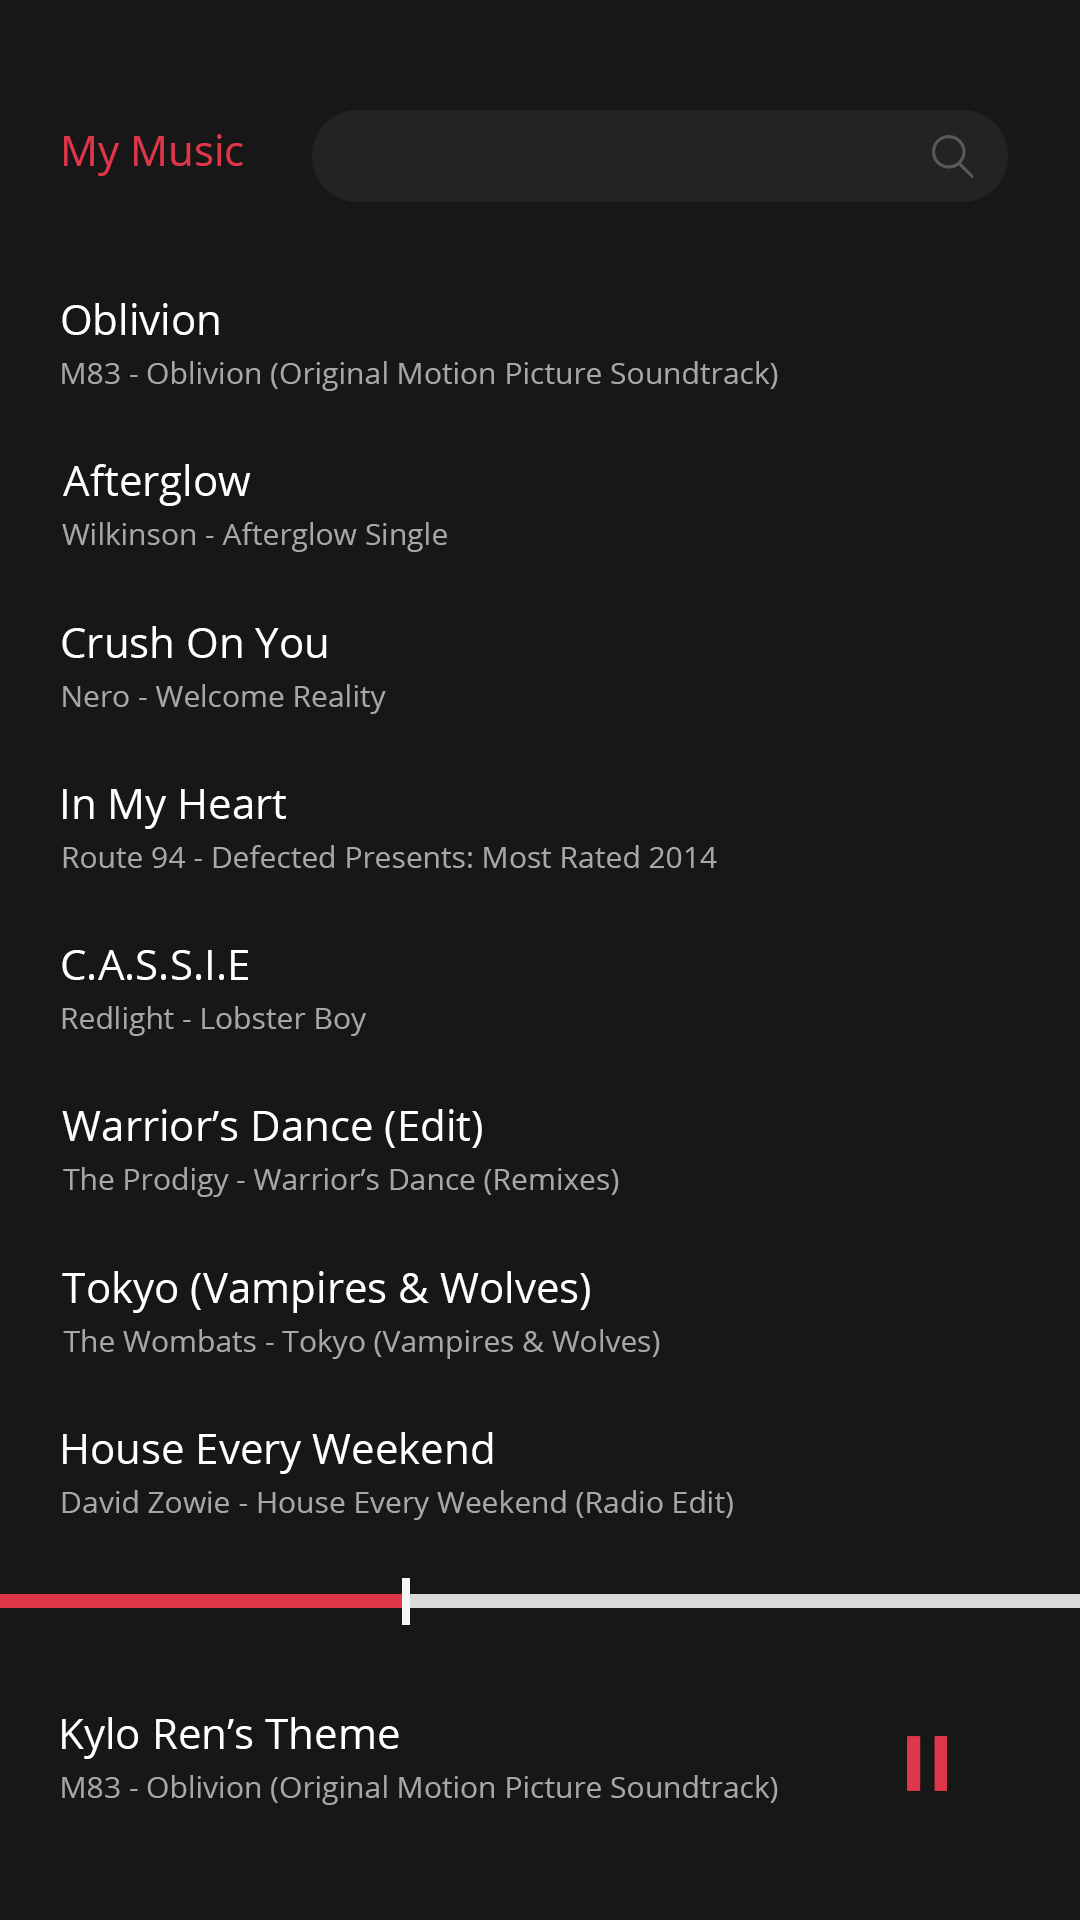 My Music
Oblivion
M83 - Oblivion (Original Motion Picture Soundtrack)
Afterglow
Wilkinson - Afterglow Single
Crush On You
Nero - Welcome Reality
In My Heart
Route 94 - Defected Presents: Most Rated 2014
C.A.S.S.I.E
Redlight - Lobster Boy
Warrior’s Dance (Edit)
The Prodigy - Warrior’s Dance (Remixes)
Tokyo (Vampires & Wolves)
The Wombats - Tokyo (Vampires & Wolves)
House Every Weekend
David Zowie - House Every Weekend (Radio Edit)
Kylo Ren’s Theme
M83 - Oblivion (Original Motion Picture Soundtrack)